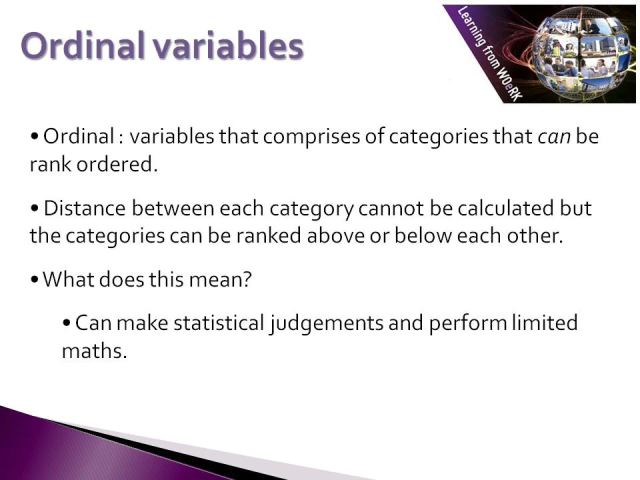 Ordinal variables
Learning from WOeRK
• Ordinal : variables that comprises of categories that can be
rank ordered.
• Distance between each category cannot be calculated but
the categories can be ranked above or below each other.
• What does this mean?
• Can make statistical judgements and perform limited
maths.